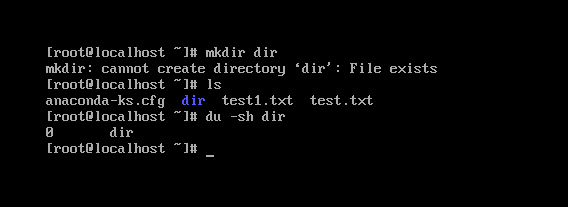 [root@localhost ~]# mkdir dir
mkdir: cannot create directory ‘dir’: File exists
[root@localhost ~]# ls
anaconda-ks.cfg  dir  test1.txt  test.txt
[root@localhost ~]# du -sh dir
0       dir
[root@localhost ~]# _